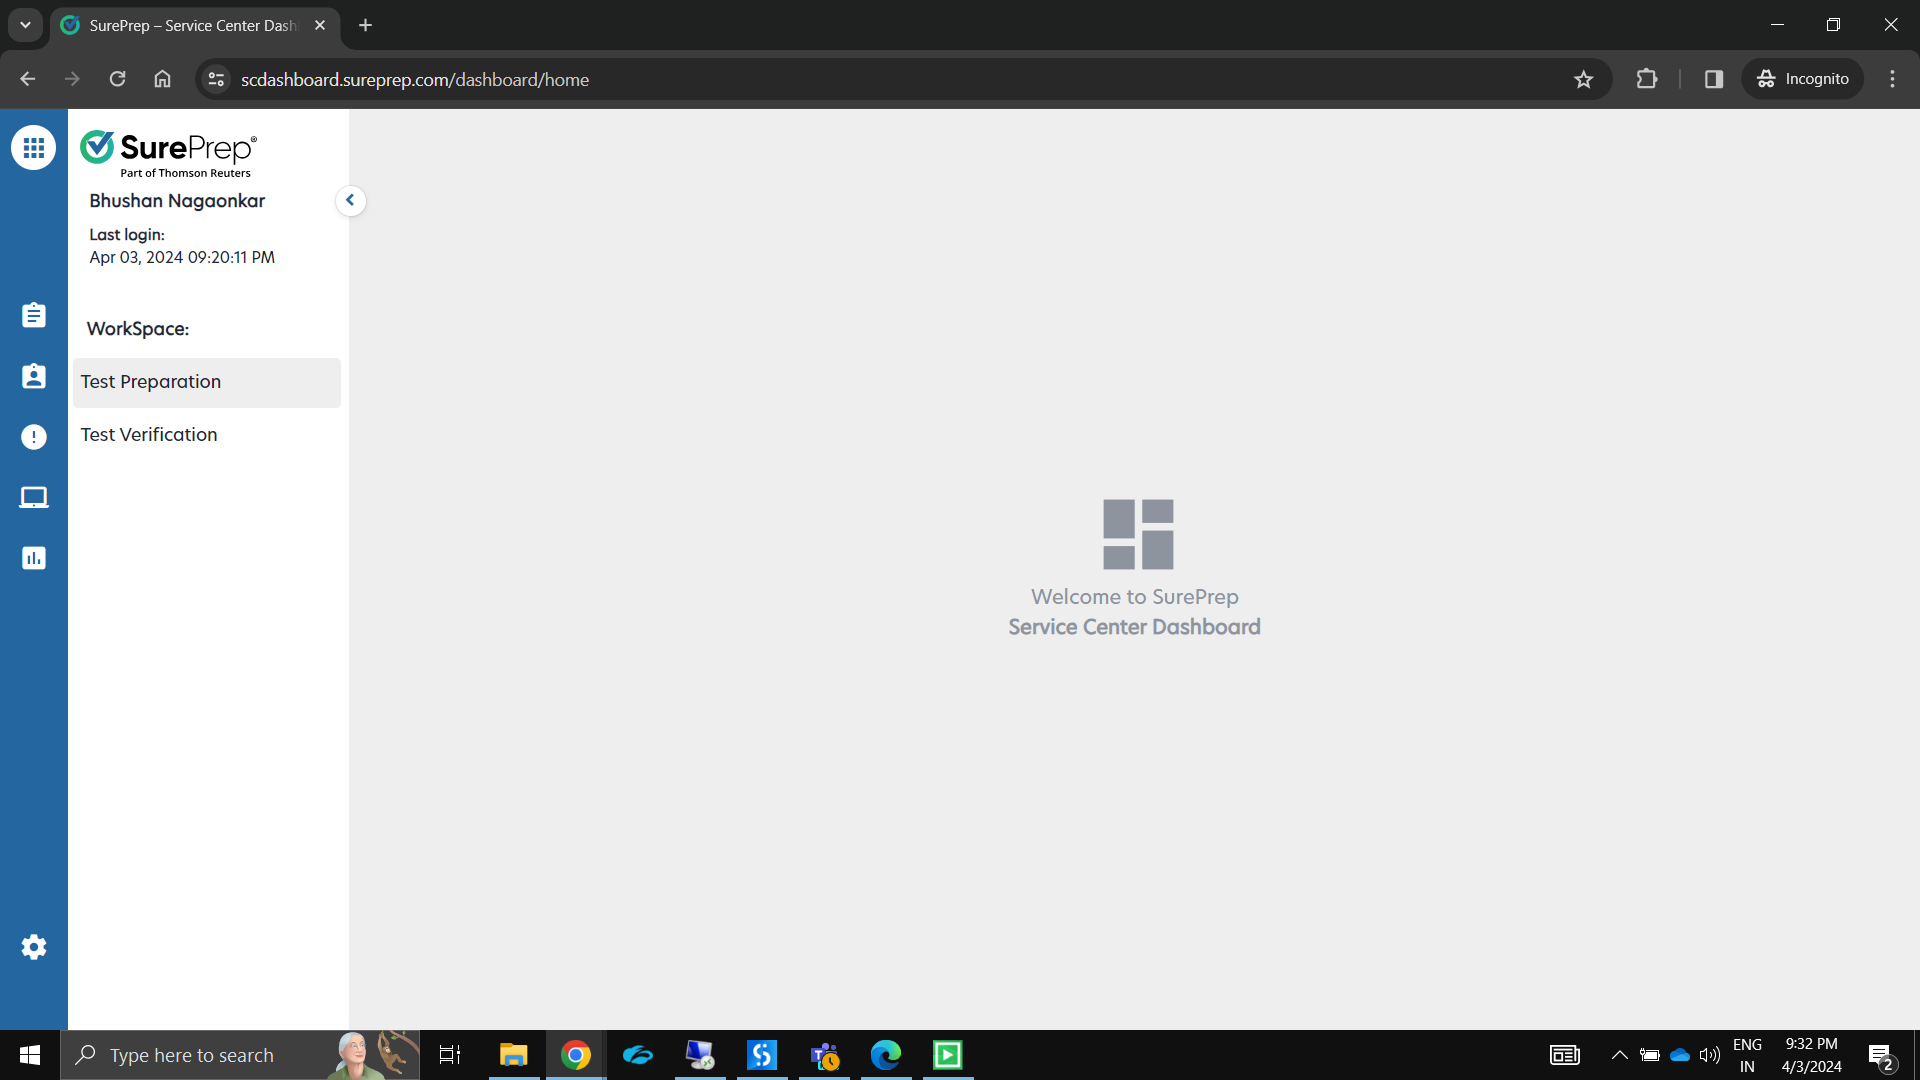 SurePrep – Service Center Dash
scdashboard.sureprep.com/dashboard/home
Incognito
SurePrep®
Part of Thomson Reuters
Bhushan Nagaonkar
Last login:
Apr 03, 2024 09:20:11 PM
WorkSpace:
Test Preparation
Test Verification
Welcome to SurePrep
Service Center Dashboard
Type here to search
ENG
IN
9:32 PM
4/3/2024
2